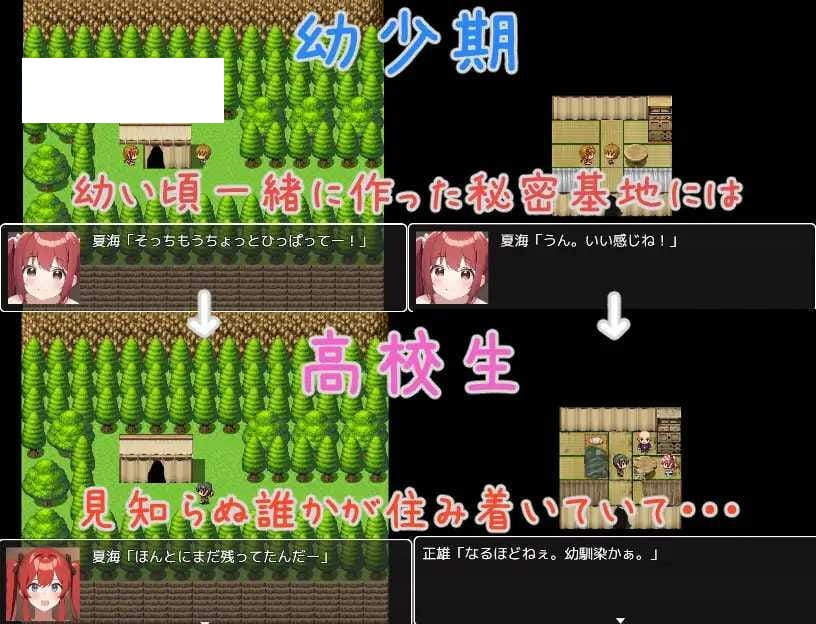 幼少期
幼い頃一緒に作った秘密基地には
夏海「そっちもうちょっとひっぱってー！」
夏海「うん。いい感じね！」
高校生
見知らぬ誰かが住み着いていて・・・
夏海「ほんとにまだ残ってたんだー」
正雄「なるほどねぇ。幼馴染かぁ。」